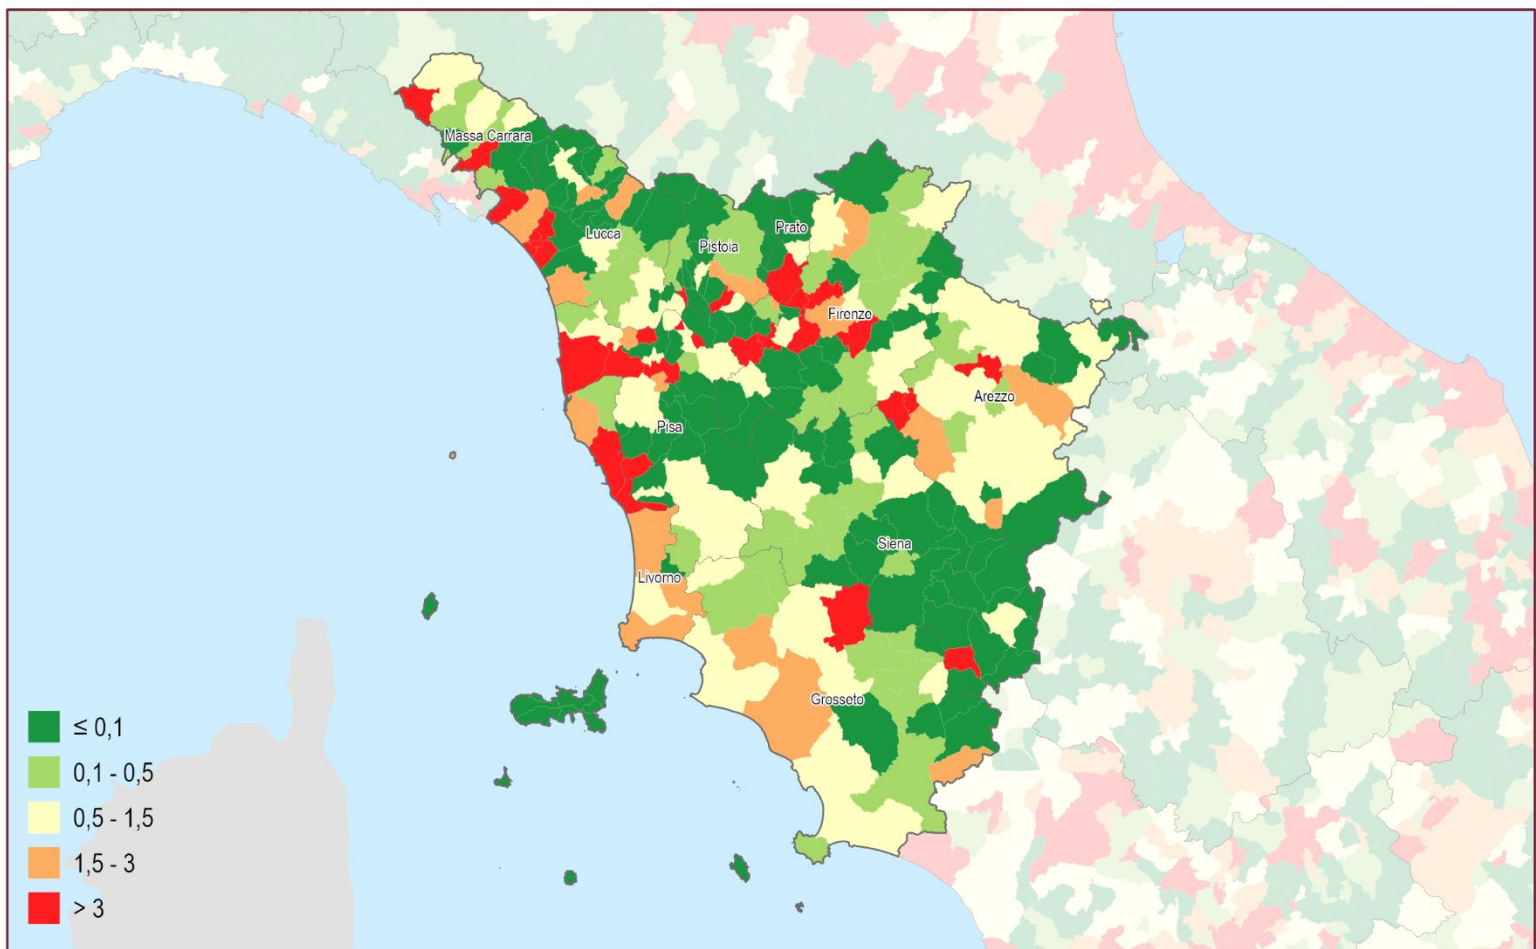 Massa Carrara
Lucca
Pistoia
Prato
Firenze
Arezzo
Pisa
Siena
Livorno
Grosseto
≤ 0,1
0,1 - 0,5
0,5 - 1,5
1,5 - 3
> 3